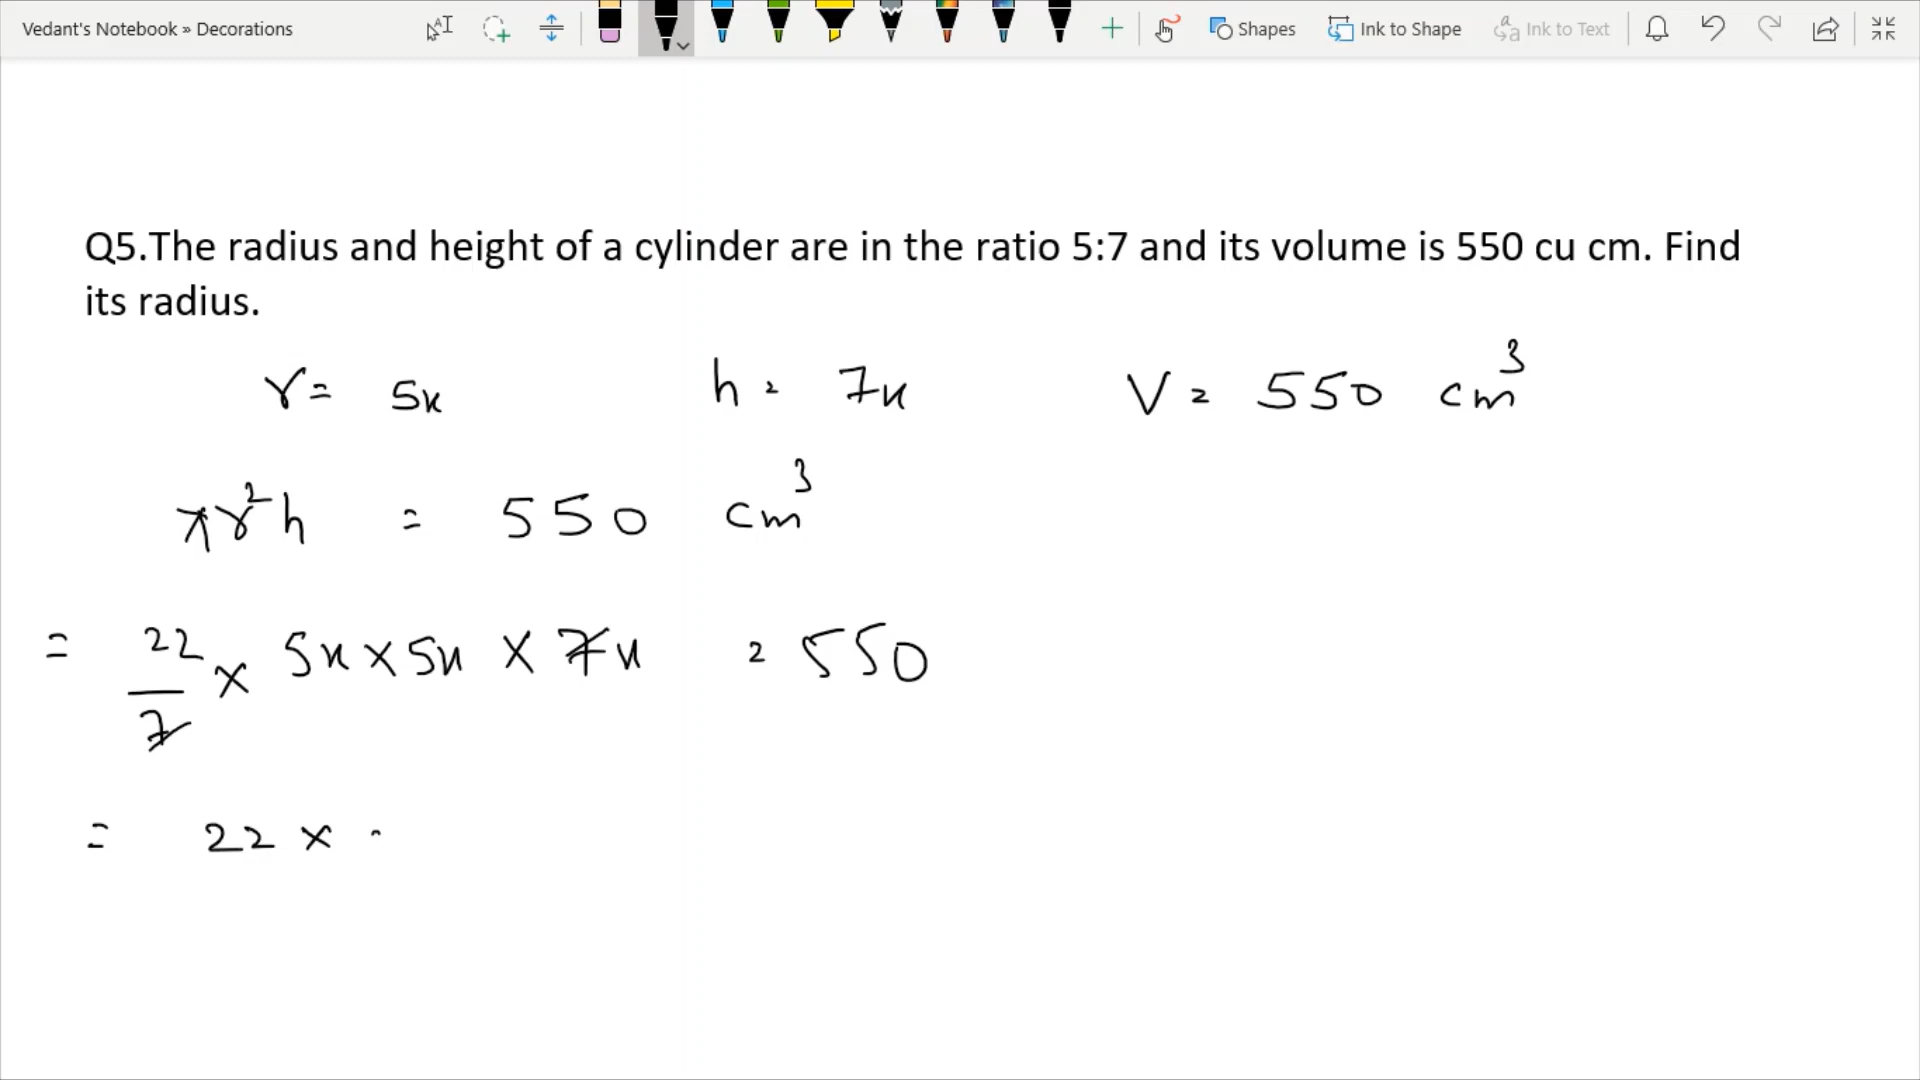 Vedant's Notebook » Decorations
Shapes
Ink to Shape
Ink to Text
Q5.The radius and height of a cylinder are in the ratio 5:7 and its volume is 550 cu cm. Find
its radius.
r = 5x h = 7x V = 550 cm³
πr²h = 550 cm³
= 22/7 × 5x × 5x × 7x = 550
= 22 ×